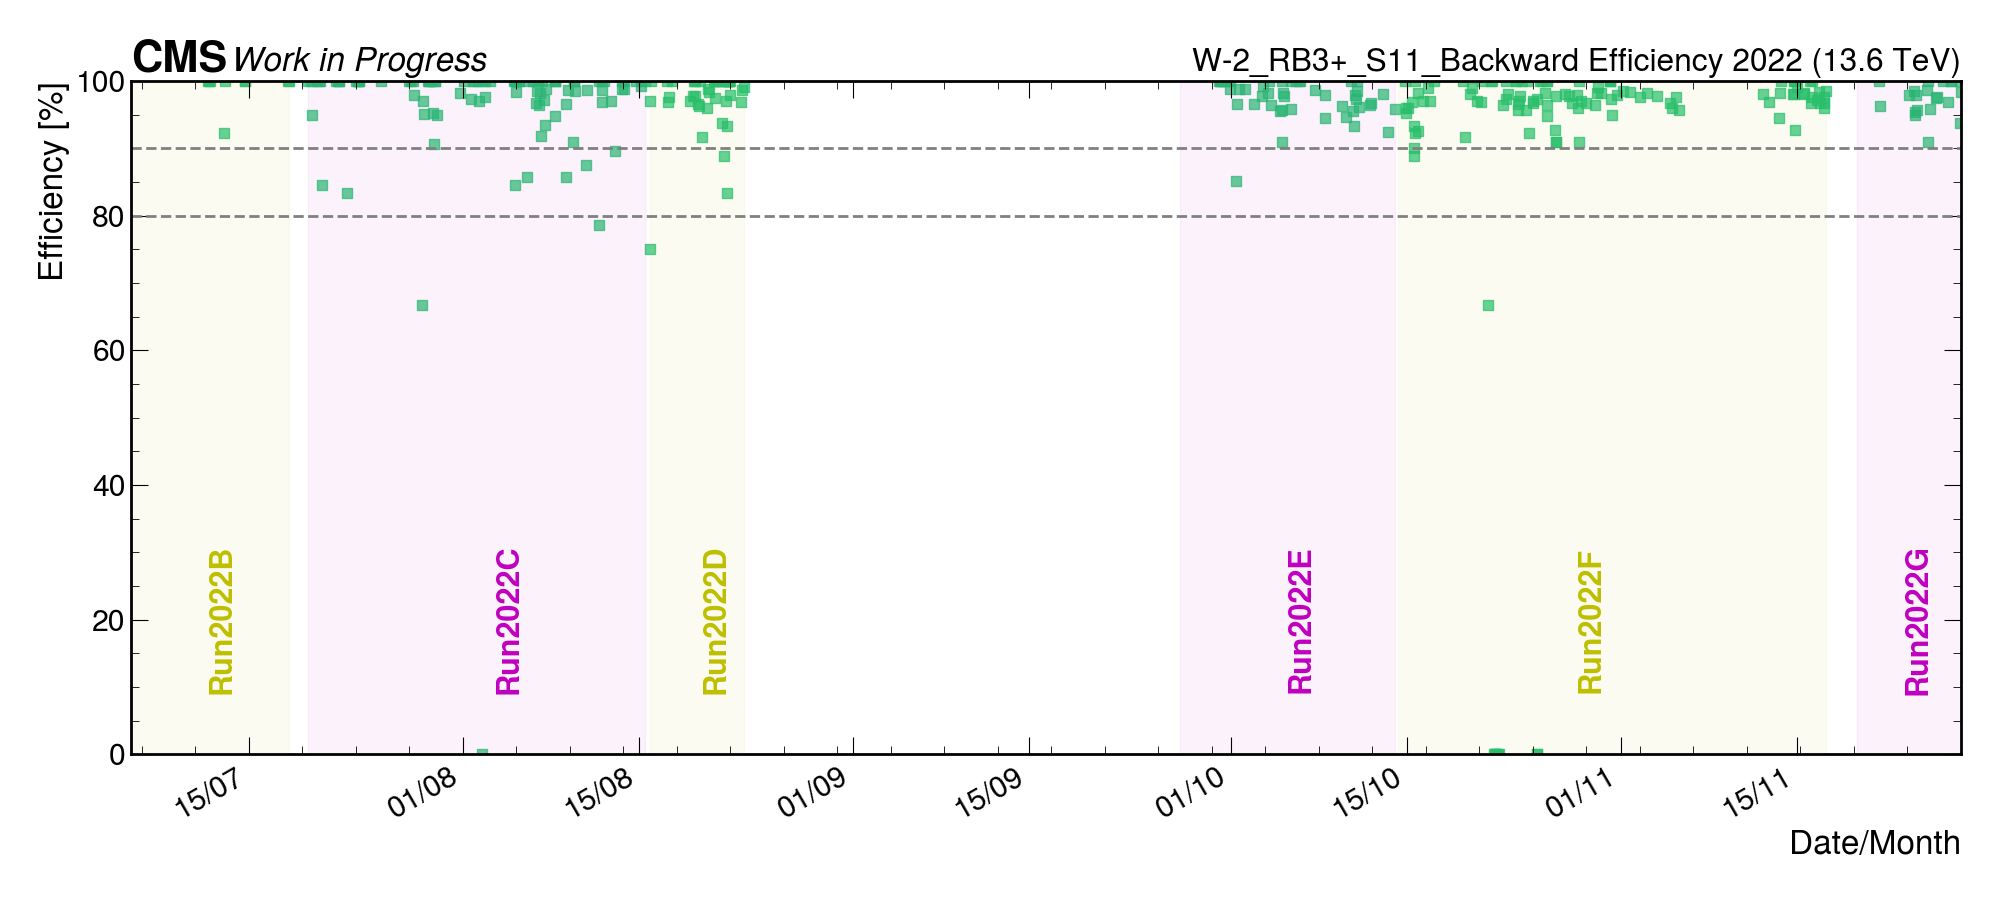 CMS Work in Progress
W-2_RB3+_S11_Backward Efficiency 2022 (13.6 TeV)
Efficiency [%]
100
80
60
40
20
0
Run2022B
Run2022C
Run2022D
Run2022E
Run2022F
Run2022G
15/07
01/08
15/08
01/09
15/09
01/10
15/10
01/11
15/11
Date/Month